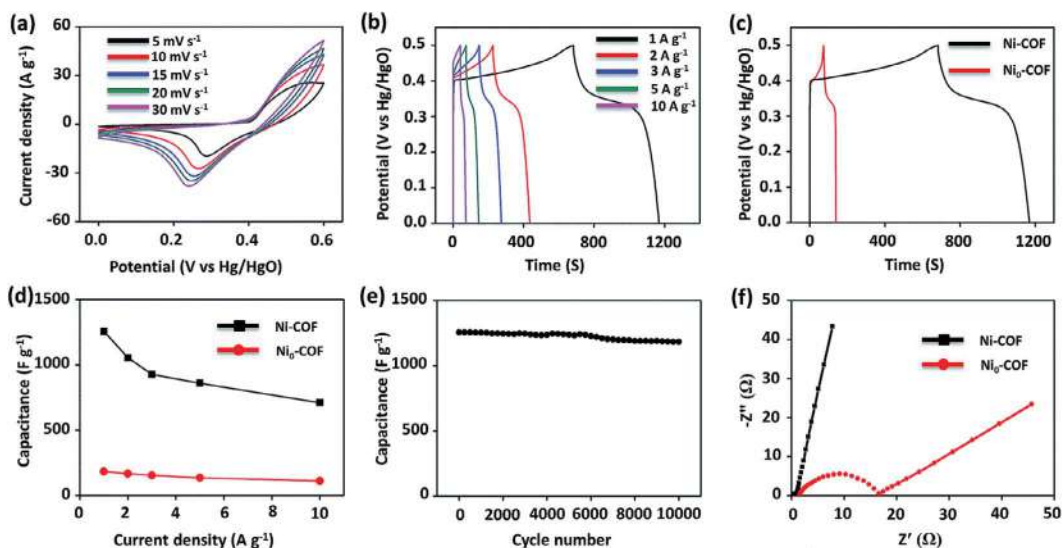 (a)
5 mV s⁻¹
10 mV s⁻¹
15 mV s⁻¹
20 mV s⁻¹
30 mV s⁻¹
Current density (A g⁻¹)
60
30
0
-30
-60
0.0 0.2 0.4 0.6
Potential (V vs Hg/HgO)
(b)
1 A g⁻¹
2 A g⁻¹
3 A g⁻¹
5 A g⁻¹
10 A g⁻¹
Potential (V vs Hg/HgO)
0.5
0.4
0.3
0.2
0.1
0.0
0 400 800 1200
Time (S)
(c)
Ni-COF
Ni₀-COF
Potential (V vs Hg/HgO)
0.5
0.4
0.3
0.2
0.1
0.0
0 400 800 1200
Time (S)
(d)
Ni-COF
Ni₀-COF
Capacitance (F g⁻¹)
1500
1000
500
0
0 2 4 6 8 10
Current density (A g⁻¹)
(e)
Capacitance (F g⁻¹)
1500
1000
500
0
0 2000 4000 6000 8000 10000
Cycle number
(f)
Ni-COF
Ni₀-COF
-Z'' (Ω)
50
40
30
20
10
0
0 10 20 30 40 50
Z' (Ω)